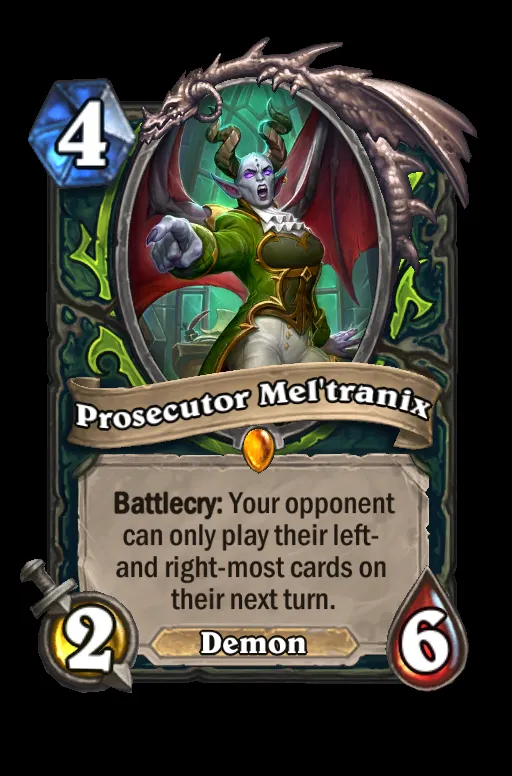 4
Prosecutor Mel'tranix
Battlecry: Your opponent
can only play their left-
and right-most cards on
their next turn.
2
Demon
6